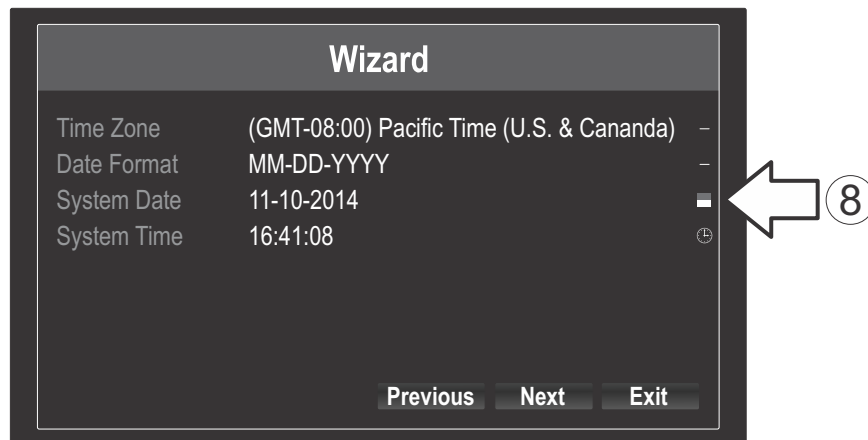 Wizard
Time Zone (GMT-08:00) Pacific Time (U.S. & Cananda)
Date Format MM-DD-YYYY
System Date 11-10-2014
System Time 16:41:08
8
Previous Next Exit